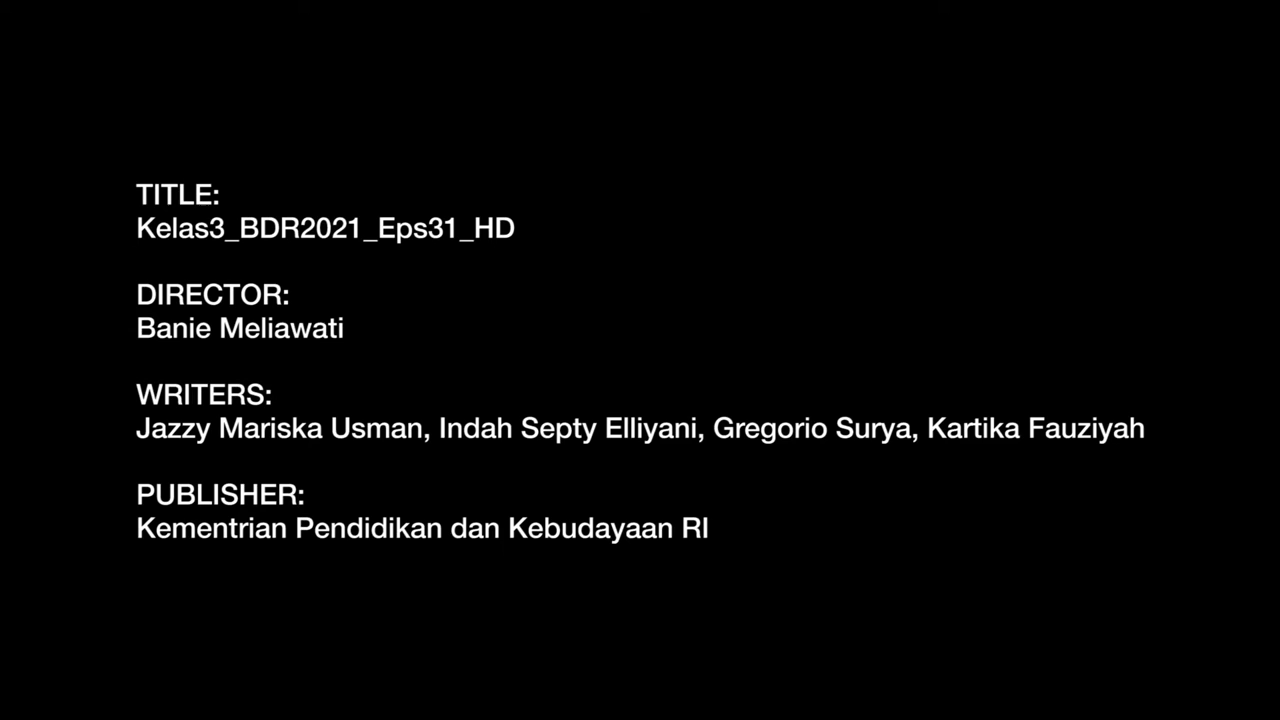 TITLE:
Kelas3_BDR2021_Eps31_HD
DIRECTOR:
Banie Meliawati
WRITERS:
Jazzy Mariska Usman, Indah Septy Elliyani, Gregorio Surya, Kartika Fauziyah
PUBLISHER:
Kementrian Pendidikan dan Kebudayaan RI